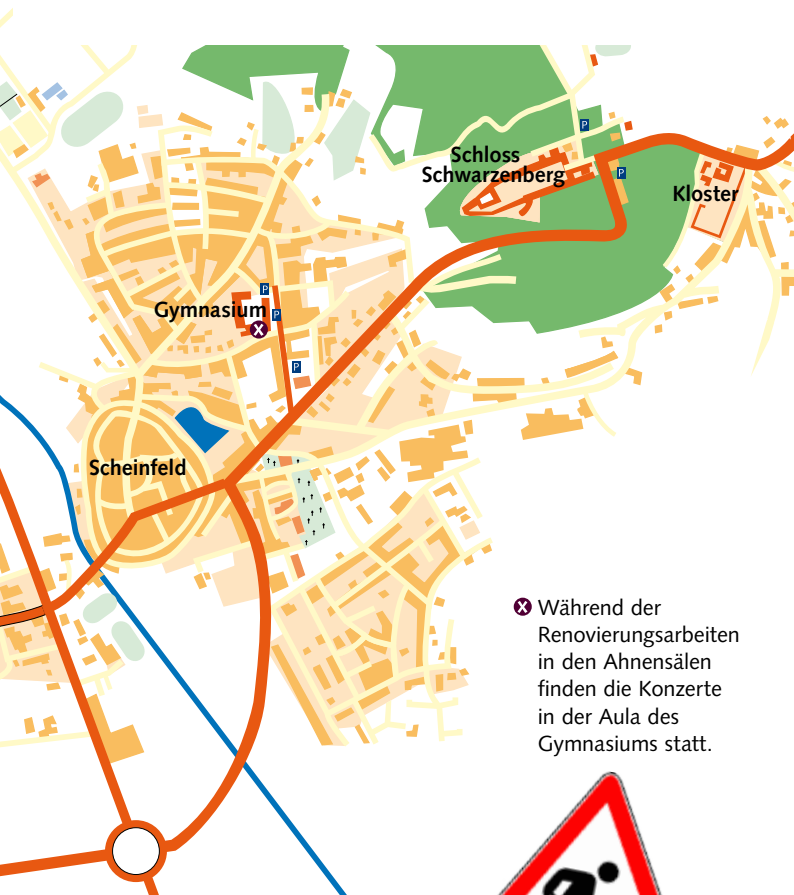 P
Schloss
Schwarzenberg
P
Kloster
P
Gymnasium
P
X
P
Scheinfeld
X Während der
Renovierungsarbeiten
in den Ahnensälen
finden die Konzerte
in der Aula des
Gymnasiums statt.